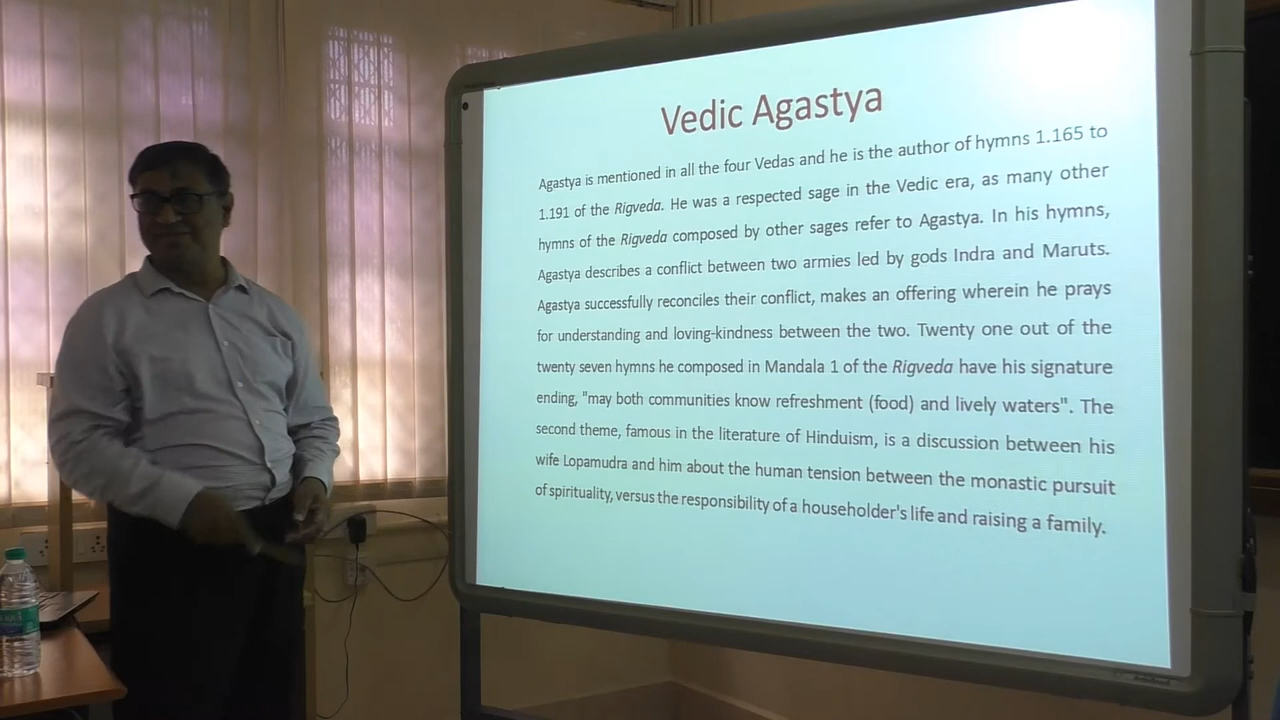 Vedic Agastya
Agastya is mentioned in all the four Vedas and he is the author of hymns 1.165 to
1.191 of the Rigveda. He was a respected sage in the Vedic era, as many other
hymns of the Rigveda composed by other sages refer to Agastya. In his hymns,
Agastya describes a conflict between two armies led by gods Indra and Maruts.
Agastya successfully reconciles their conflict, makes an offering wherein he prays
for understanding and loving-kindness between the two. Twenty one out of the
twenty seven hymns he composed in Mandala 1 of the Rigveda have his signature
ending, "may both communities know refreshment (food) and lively waters". The
second theme, famous in the literature of Hinduism, is a discussion between his
wife Lopamudra and him about the human tension between the monastic pursuit
of spirituality, versus the responsibility of a householder's life and raising a family.